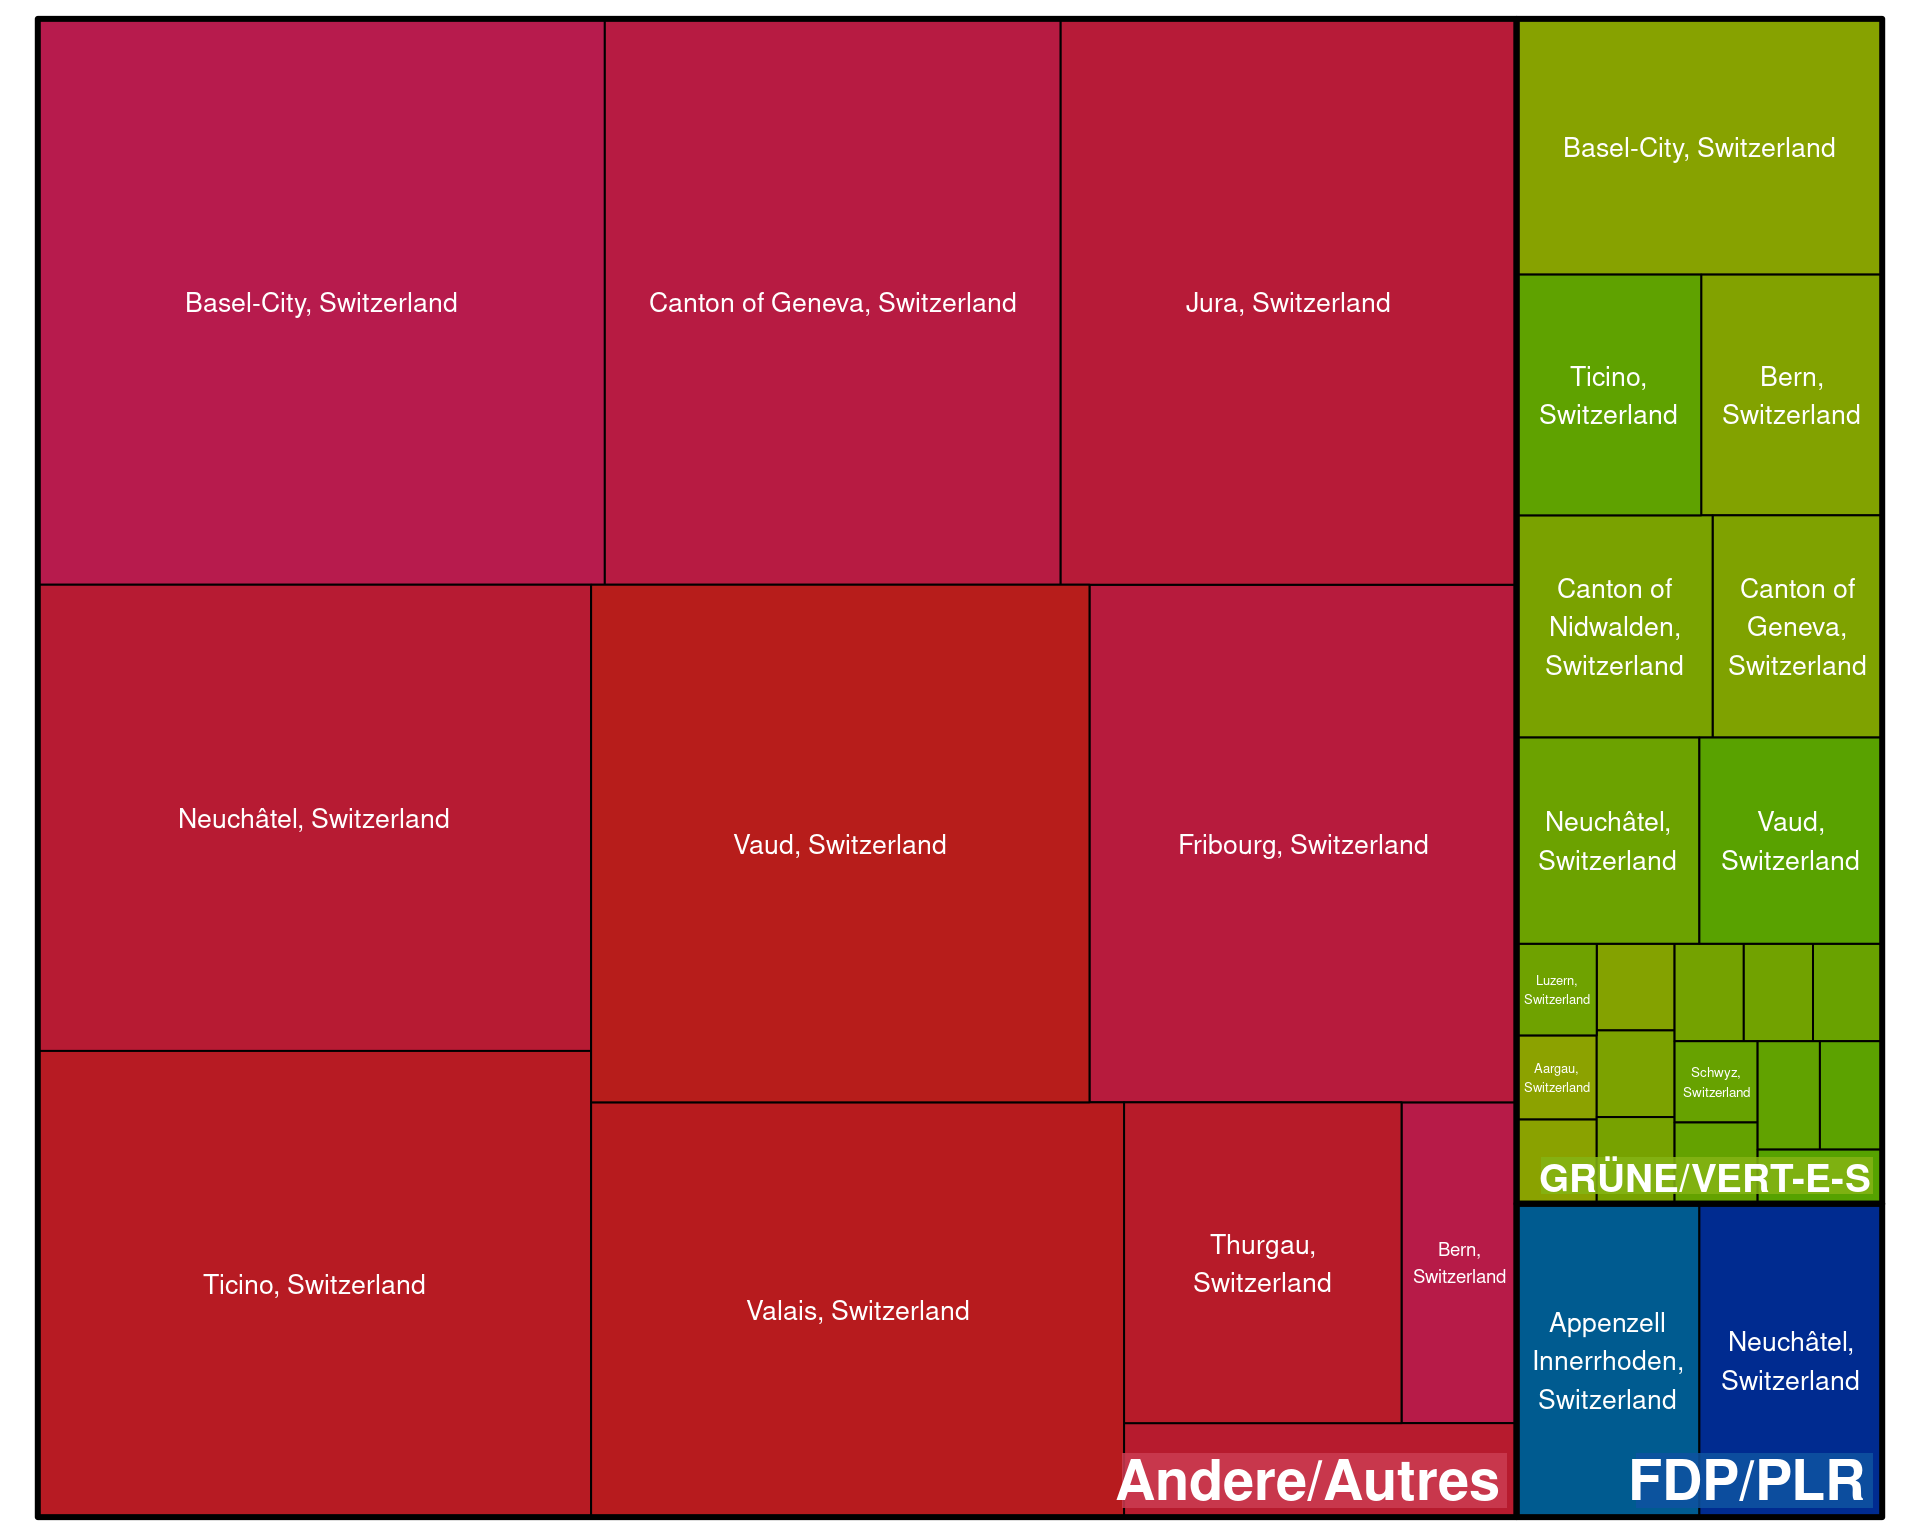 Basel-City, Switzerland
Canton of Geneva, Switzerland
Jura, Switzerland
Neuchâtel, Switzerland
Vaud, Switzerland
Fribourg, Switzerland
Ticino, Switzerland
Valais, Switzerland
Thurgau,
Switzerland
Bern,
Switzerland
Andere/Autres
Basel-City, Switzerland
Ticino,
Switzerland
Bern,
Switzerland
Canton of
Nidwalden,
Switzerland
Canton of
Geneva,
Switzerland
Neuchâtel,
Switzerland
Vaud,
Switzerland
Luzern,
Switzerland
Aargau,
Switzerland
Schwyz,
Switzerland
GRÜNE/VERT-E-S
Appenzell
Innerrhoden,
Switzerland
Neuchâtel,
Switzerland
FDP/PLR